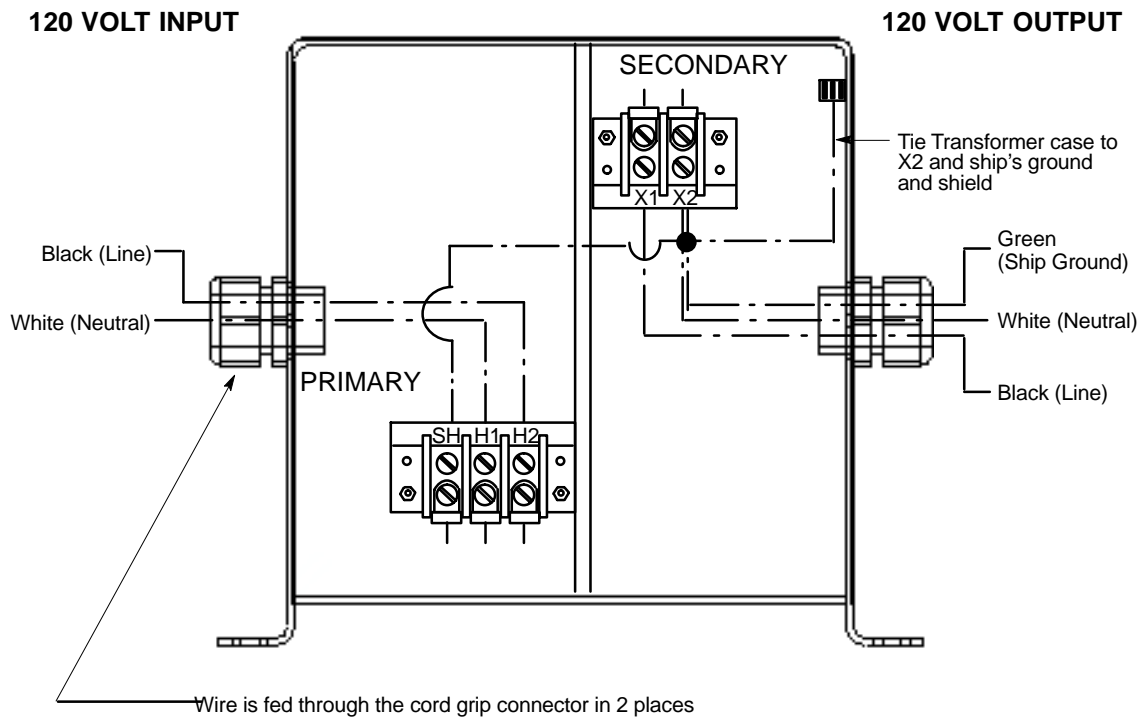 120 VOLT INPUT
120 VOLT OUTPUT
SECONDARY
Tie Transformer case to
X2 and ship's ground
and shield
X1 X2
Black (Line)
White (Neutral)
Green
(Ship Ground)
White (Neutral)
Black (Line)
PRIMARY
SH H1 H2
Wire is fed through the cord grip connector in 2 places